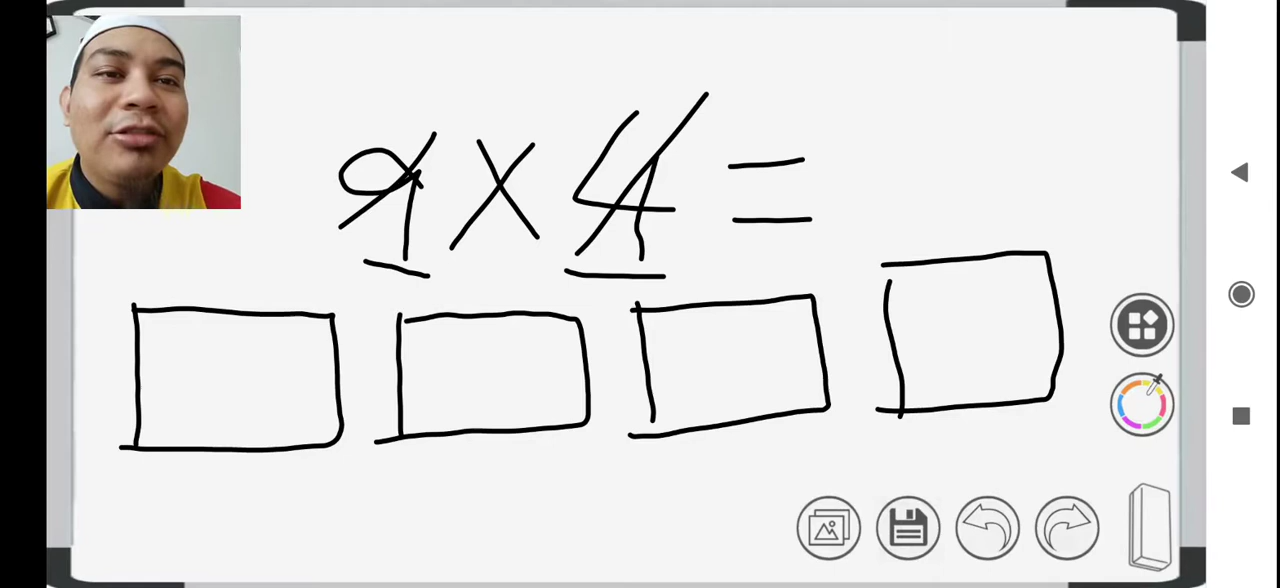 9 × 4 =